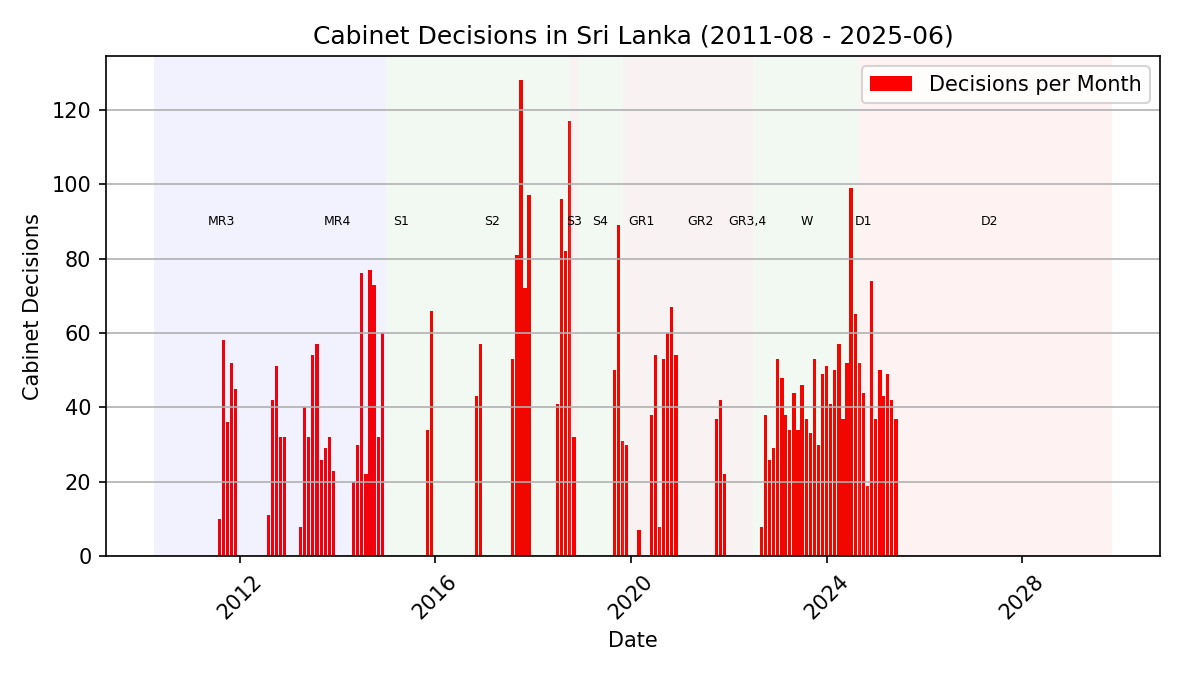 Cabinet Decisions in Sri Lanka (2011-08 - 2025-06)
Decisions per Month
Cabinet Decisions
120
100
80
60
40
20
0
MR3 MR4 S1 S2 S3 S4 GR1 GR2 GR3,4 W D1 D2
2012 2016 2020 2024 2028
Date